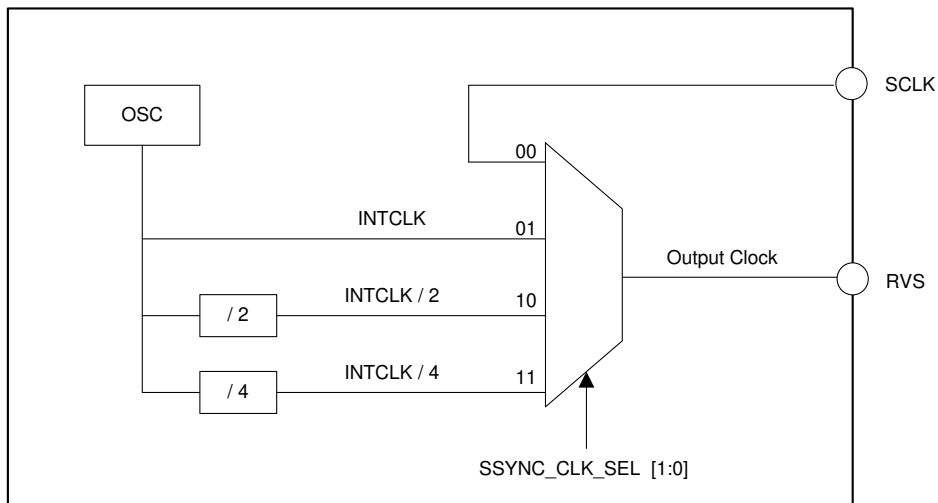 SCLK
OSC
00
INTCLK
01
Output Clock
RVS
INTCLK / 2
/ 2
10
INTCLK / 4
/ 4
11
SSYNC_CLK_SEL [1:0]